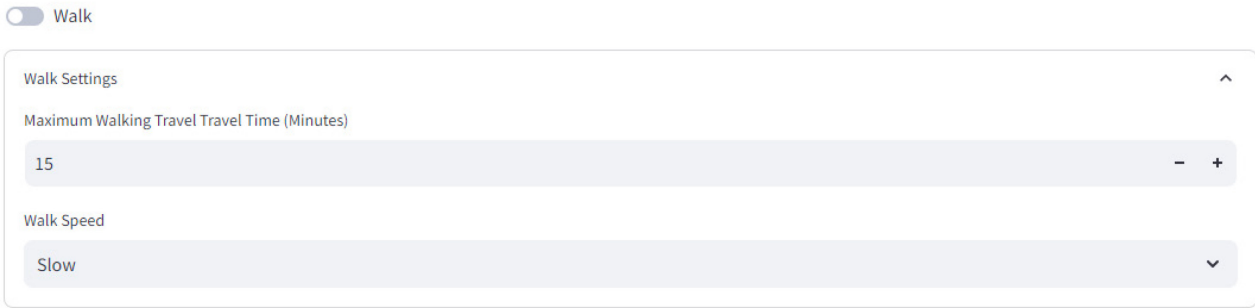 Walk
Walk Settings
Maximum Walking Travel Travel Time (Minutes)
15
Walk Speed
Slow